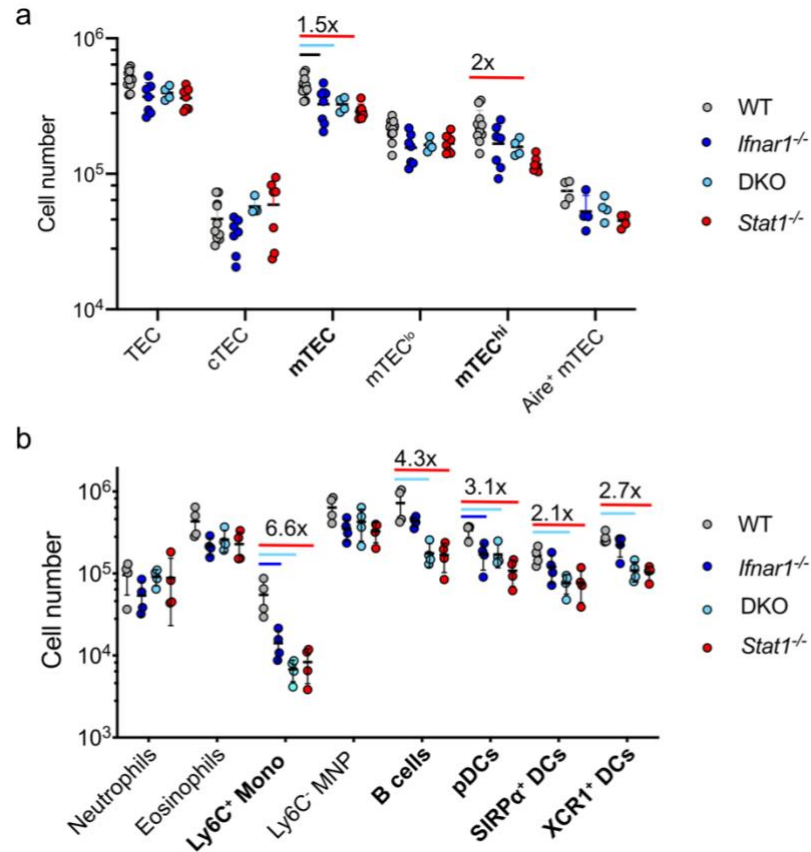 a
10⁶
10⁵
10⁴
Cell number
1.5x
2x
WT
Ifnar1⁻/⁻
DKO
Stat1⁻/⁻
TEC
cTEC
mTEC
mTECˡᵒ
mTECʰⁱ
Aire⁺ mTEC
b
10⁶
10⁵
10⁴
10³
Cell number
6.6x
4.3x
3.1x
2.1x
2.7x
WT
Ifnar1⁻/⁻
DKO
Stat1⁻/⁻
Neutrophils
Eosinophils
Ly6C⁺ Mono
Ly6C⁻ MNP
B cells
pDCs
SIRPα⁺ DCs
XCR1⁺ DCs